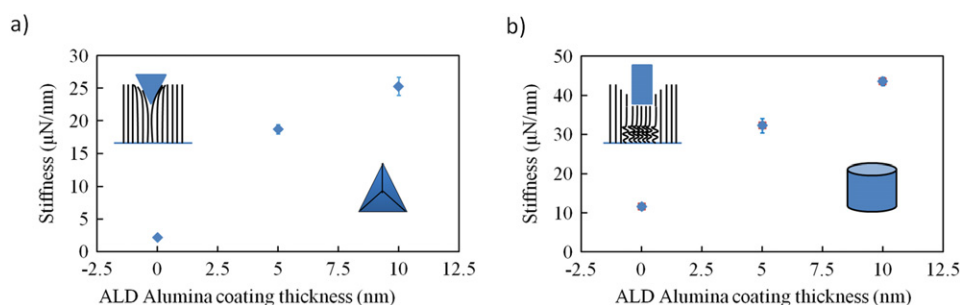 a)
Stiffness (μN/nm)
30
25
20
15
10
5
0
-2.5 0 2.5 5 7.5 10 12.5
ALD Alumina coating thickness (nm)
b)
Stiffness (μN/nm)
50
40
30
20
10
0
-2.5 0 2.5 5 7.5 10 12.5
ALD Alumina coating thickness (nm)